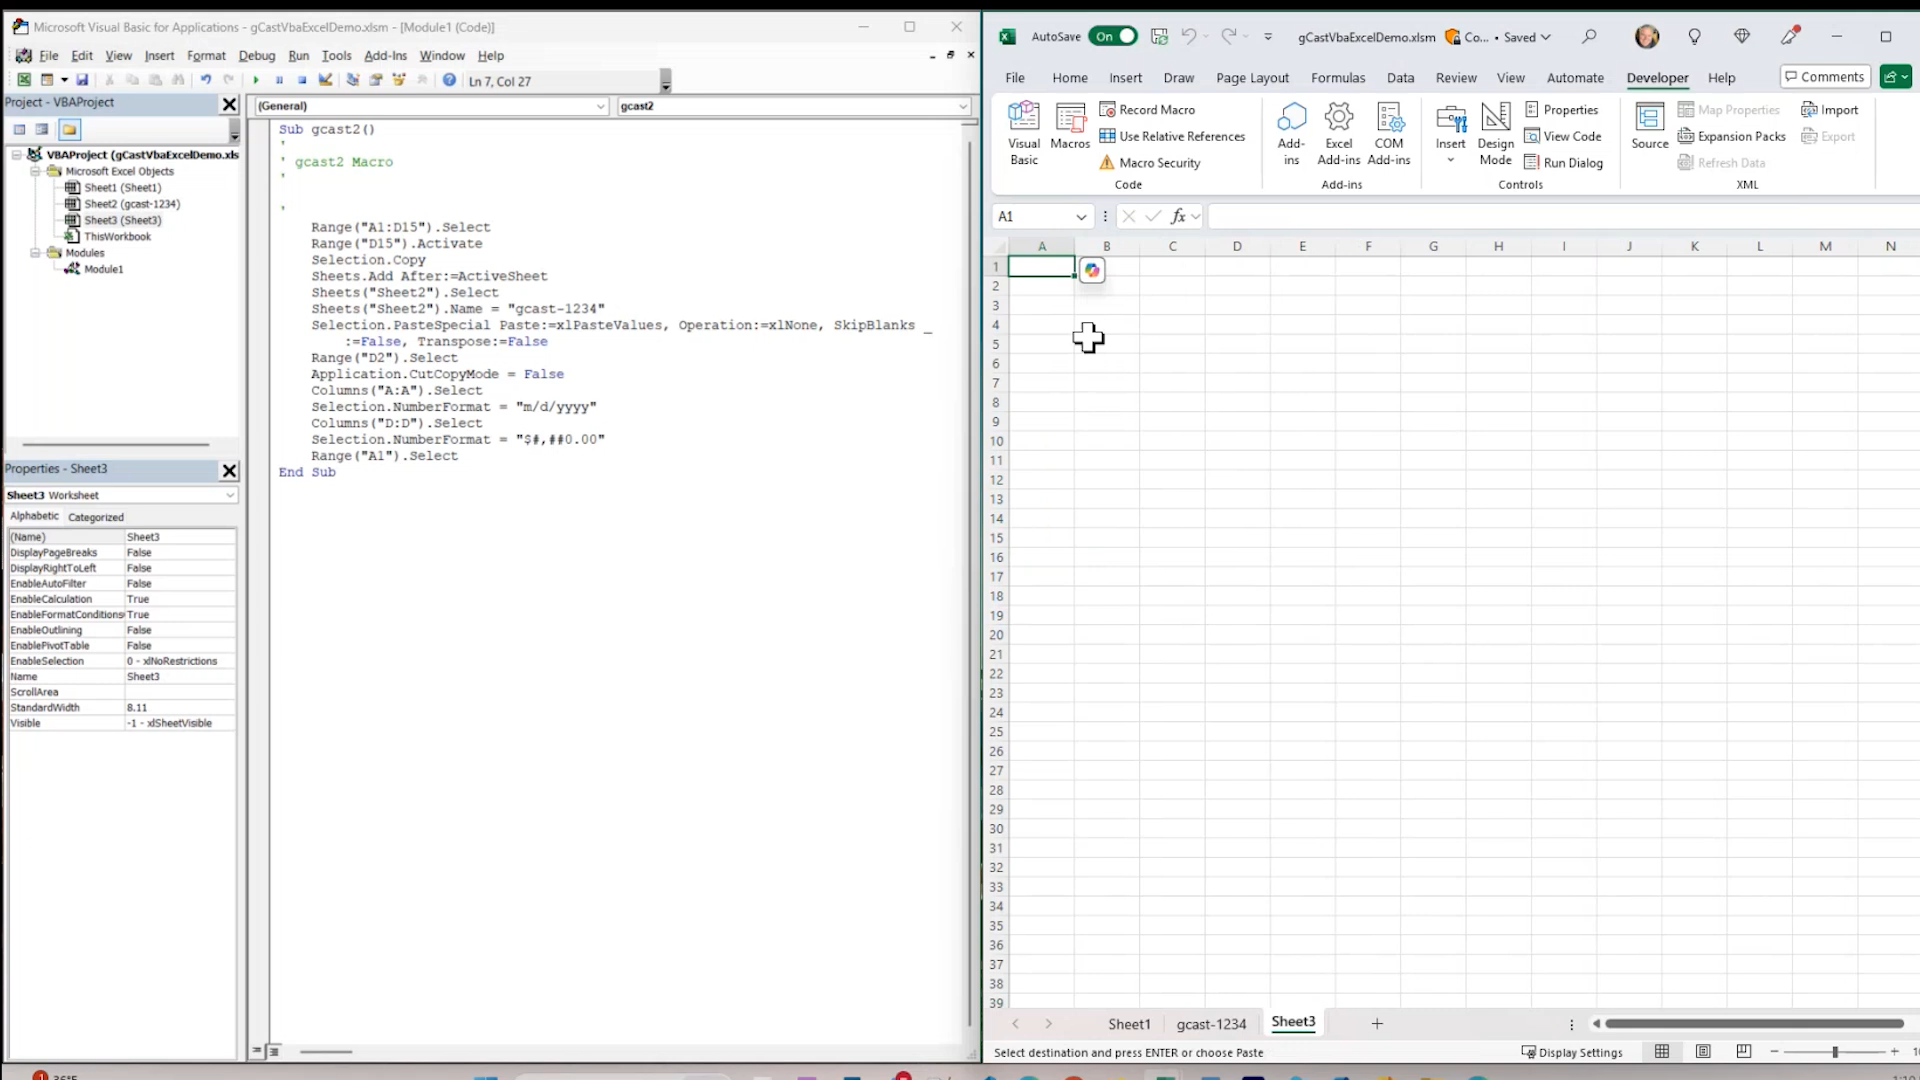 Microsoft Visual Basic for Applications - gCastVbaExcelDemo.xlsm - [Module1 (Code)]
File Edit View Insert Format Debug Run Tools Add-Ins Window Help
Ln 7, Col 27
Project - VBAProject
VBAProject (gCastVbaExcelDemo.xls
Microsoft Excel Objects
Sheet1 (Sheet1)
Sheet2 (gcast-1234)
Sheet3 (Sheet3)
ThisWorkbook
Modules
Module1
Properties - Sheet3
Sheet3 Worksheet
Alphabetic Categorized
(Name) Sheet3
DisplayPageBreaks False
DisplayRightToLeft False
EnableAutoFilter False
EnableCalculation True
EnableFormatConditions True
EnableOutlining False
EnablePivotTable False
EnableSelection 0 - xlNoRestrictions
Name Sheet3
ScrollArea
StandardWidth 8.11
Visible -1 - xlSheetVisible
(General) gcast2
Sub gcast2()
'
' gcast2 Macro
'
'
Range("A1:D15").Select
Range("D15").Activate
Selection.Copy
Sheets.Add After:=ActiveSheet
Sheets("Sheet2").Select
Sheets("Sheet2").Name = "gcast-1234"
Selection.PasteSpecial Paste:=xlPasteValues, Operation:=xlNone, SkipBlanks _
:=False, Transpose:=False
Range("D2").Select
Application.CutCopyMode = False
Columns("A:A").Select
Selection.NumberFormat = "m/d/yyyy"
Columns("D:D").Select
Selection.NumberFormat = "$#,##0.00"
Range("A1").Select
End Sub
AutoSave On gCastVbaExcelDemo.xlsm Co... • Saved
File Home Insert Draw Page Layout Formulas Data Review View Automate Developer Help Comments
Visual Basic
Macros
Record Macro
Use Relative References
Macro Security
Code
Add-ins
Excel Add-ins
COM Add-ins
Add-ins
Insert
Design Mode
Properties
View Code
Run Dialog
Controls
Source
Map Properties
Expansion Packs
Refresh Data
Import
Export
XML
A1 fx
A B C D E F G H I J K L M N
1
2
3
4
5
6
7
8
9
10
11
12
13
14
15
16
17
18
19
20
21
22
23
24
25
26
27
28
29
30
31
32
33
34
35
36
37
38
39
Sheet1 gcast-1234 Sheet3
Select destination and press ENTER or choose Paste Display Settings